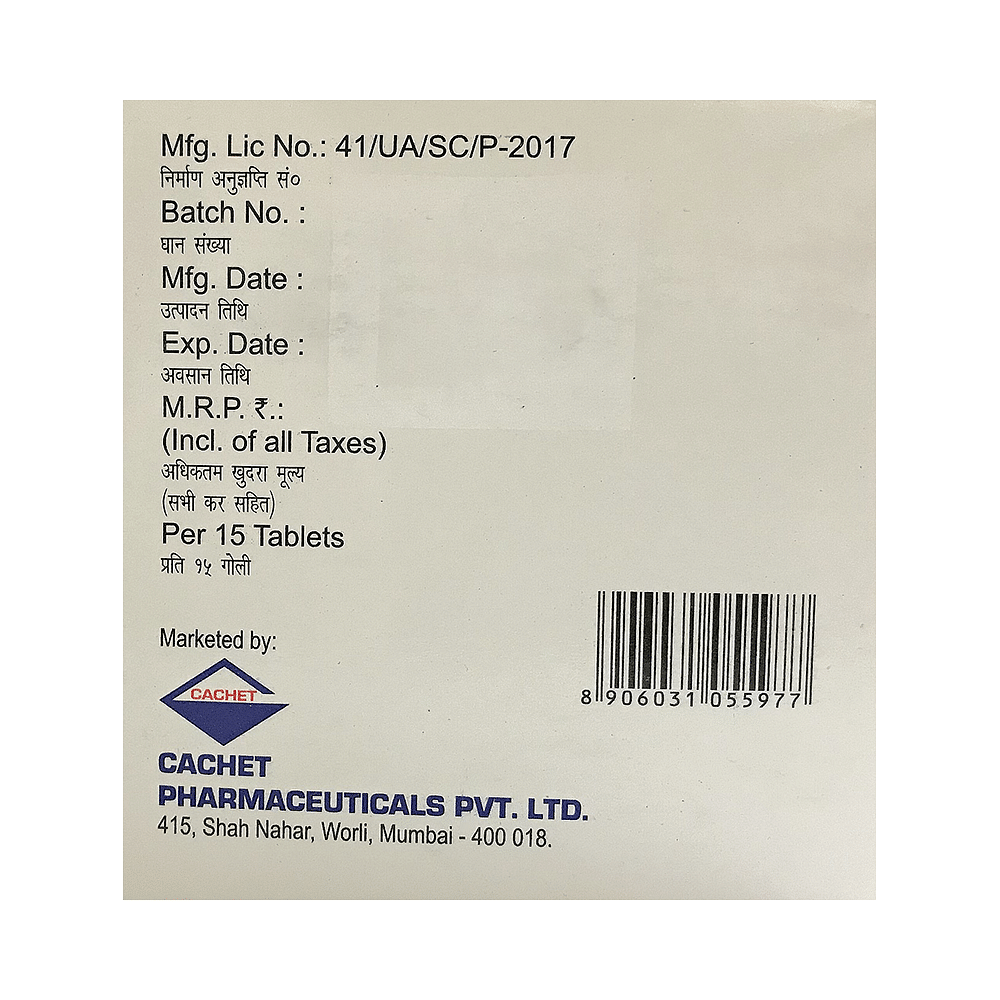 Mfg. Lic No.: 41/UA/SC/P-2017
निर्माण अनुज्ञप्ति सं०
Batch No. :
घान संख्या
Mfg. Date :
उत्पादन तिथि
Exp. Date :
अवसान तिथि
M.R.P. ₹.:
(Incl. of all Taxes)
अधिकतम खुदरा मूल्य
(सभी कर सहित)
Per 15 Tablets
प्रति १५ गोली
8 906031 055977
Marketed by:
CACHET
CACHET
PHARMACEUTICALS PVT. LTD.
415, Shah Nahar, Worli, Mumbai - 400 018.